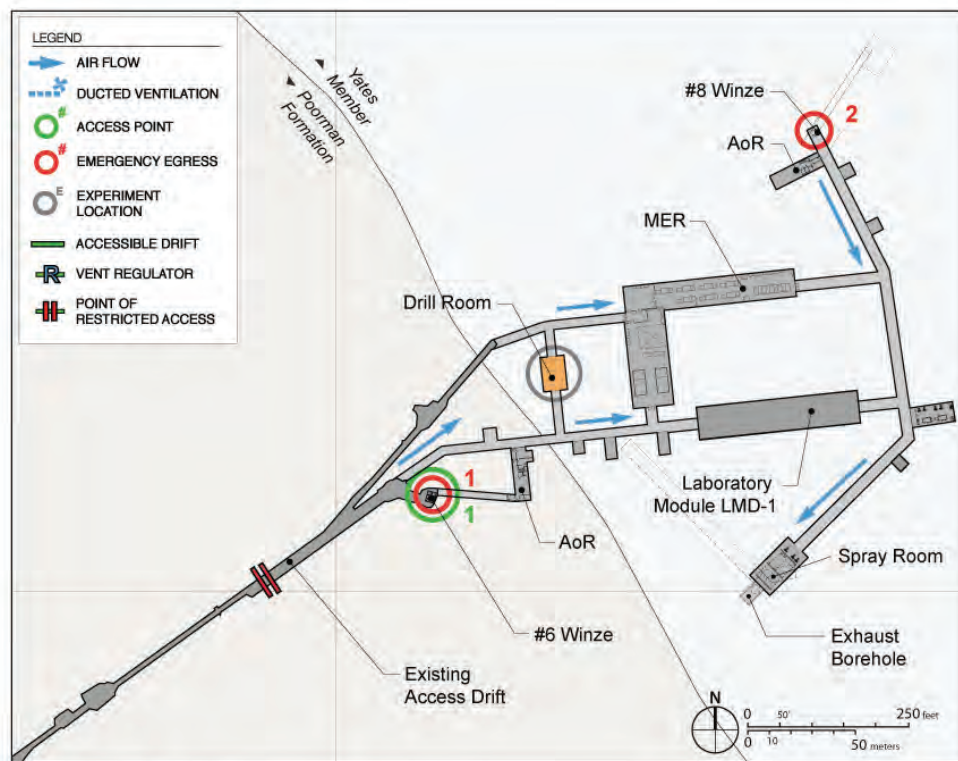 LEGEND
AIR FLOW
DUCTED VENTILATION
#
ACCESS POINT
#
EMERGENCY EGRESS
E
EXPERIMENT
LOCATION
ACCESSIBLE DRIFT
R
VENT REGULATOR
POINT OF
RESTRICTED ACCESS
Yates
Member
Poorman
Formation
#8 Winze
2
AoR
MER
Drill Room
Laboratory
Module LMD-1
1
1
AoR
Spray Room
#6 Winze
Exhaust
Borehole
Existing
Access Drift
N
0 50' 250 feet
0 10 50 meters